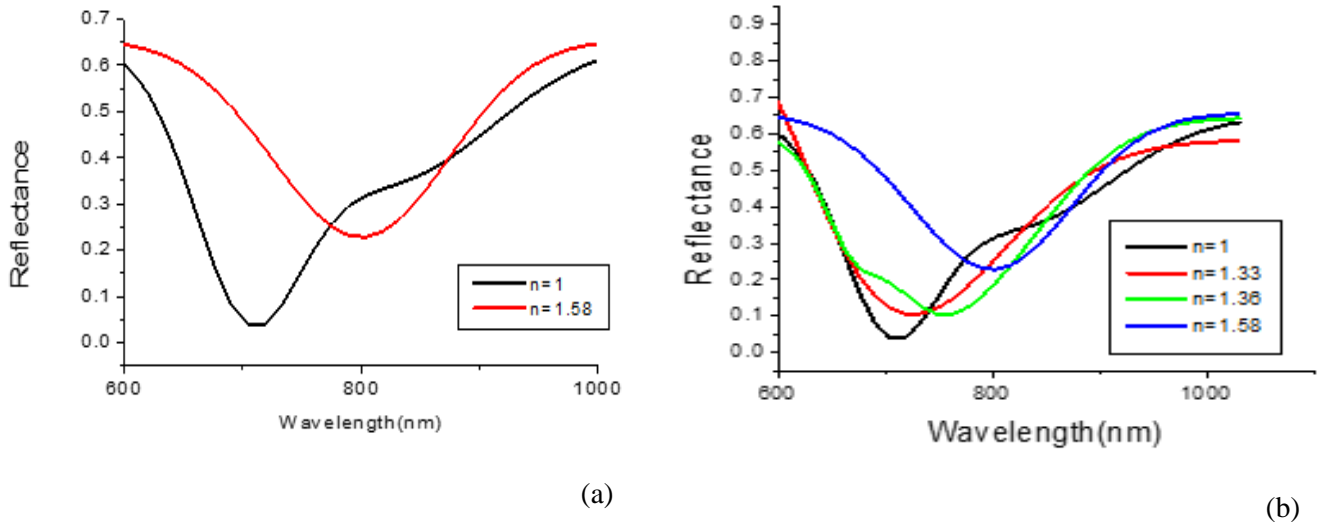 0.7
0.6
0.5
0.4
0.3
0.2
0.1
0.0
Reflectance
600
800
1000
Wavelength(nm)
n=1
n=1.58
(a)
0.9
0.8
0.7
0.6
0.5
0.4
0.3
0.2
0.1
0.0
Reflectance
600
800
1000
Wavelength(nm)
n=1
n=1.33
n=1.36
n=1.58
(b)